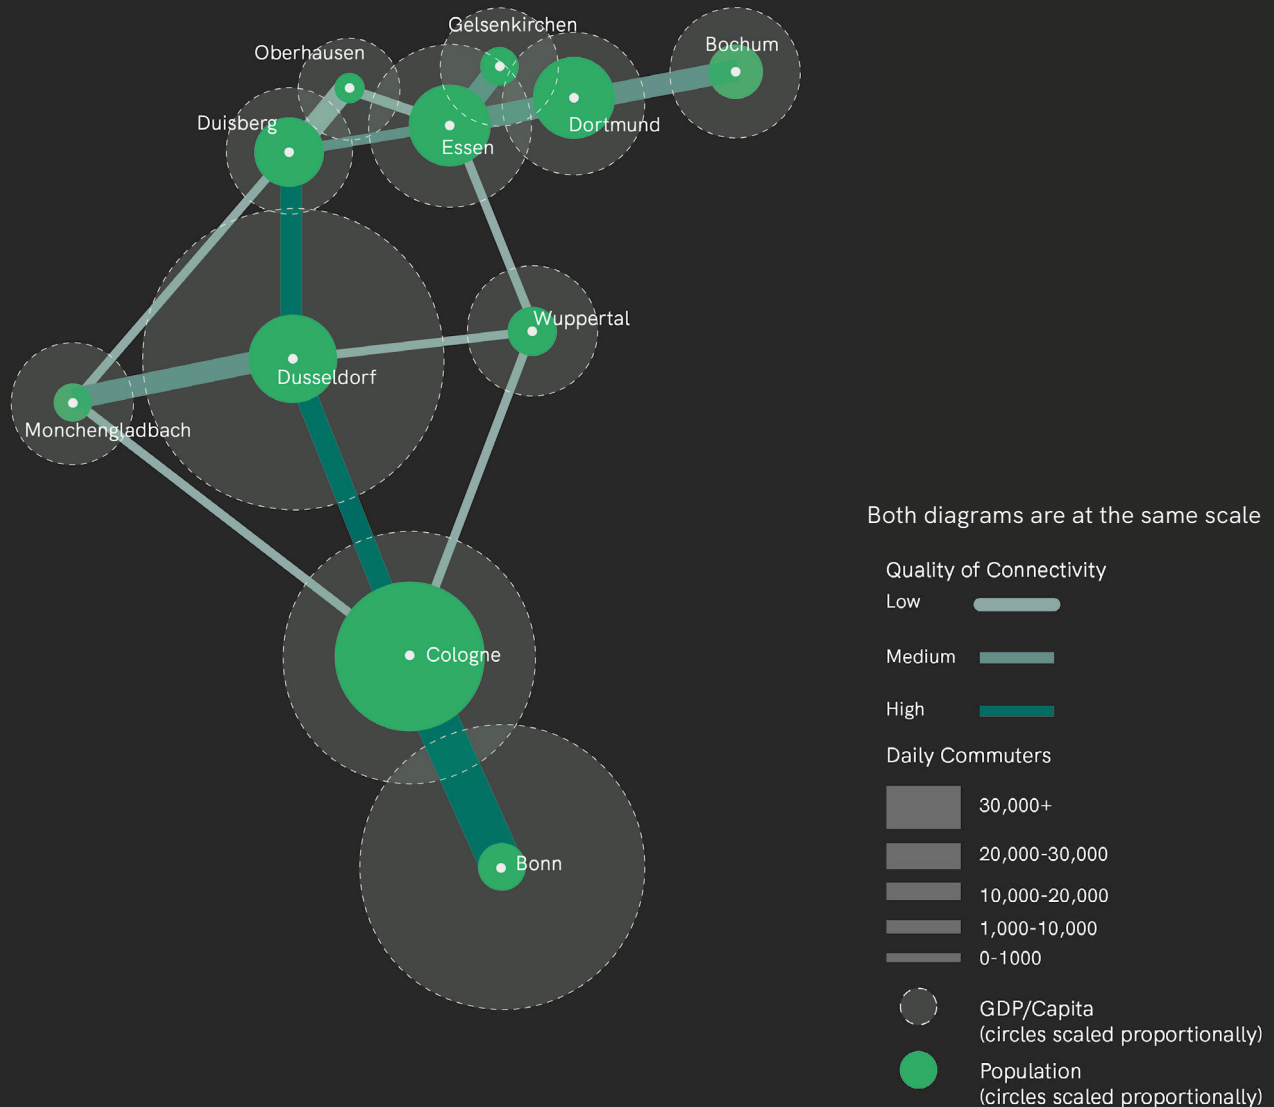 Gelsenkirchen
Bochum
Oberhausen
Duisberg
Dortmund
Essen
Wuppertal
Dusseldorf
Monchengladbach
Cologne
Bonn
Both diagrams are at the same scale
Quality of Connectivity
Low
Medium
High
Daily Commuters
30,000+
20,000-30,000
10,000-20,000
1,000-10,000
0-1000
GDP/Capita
(circles scaled proportionally)
Population
(circles scaled proportionally)